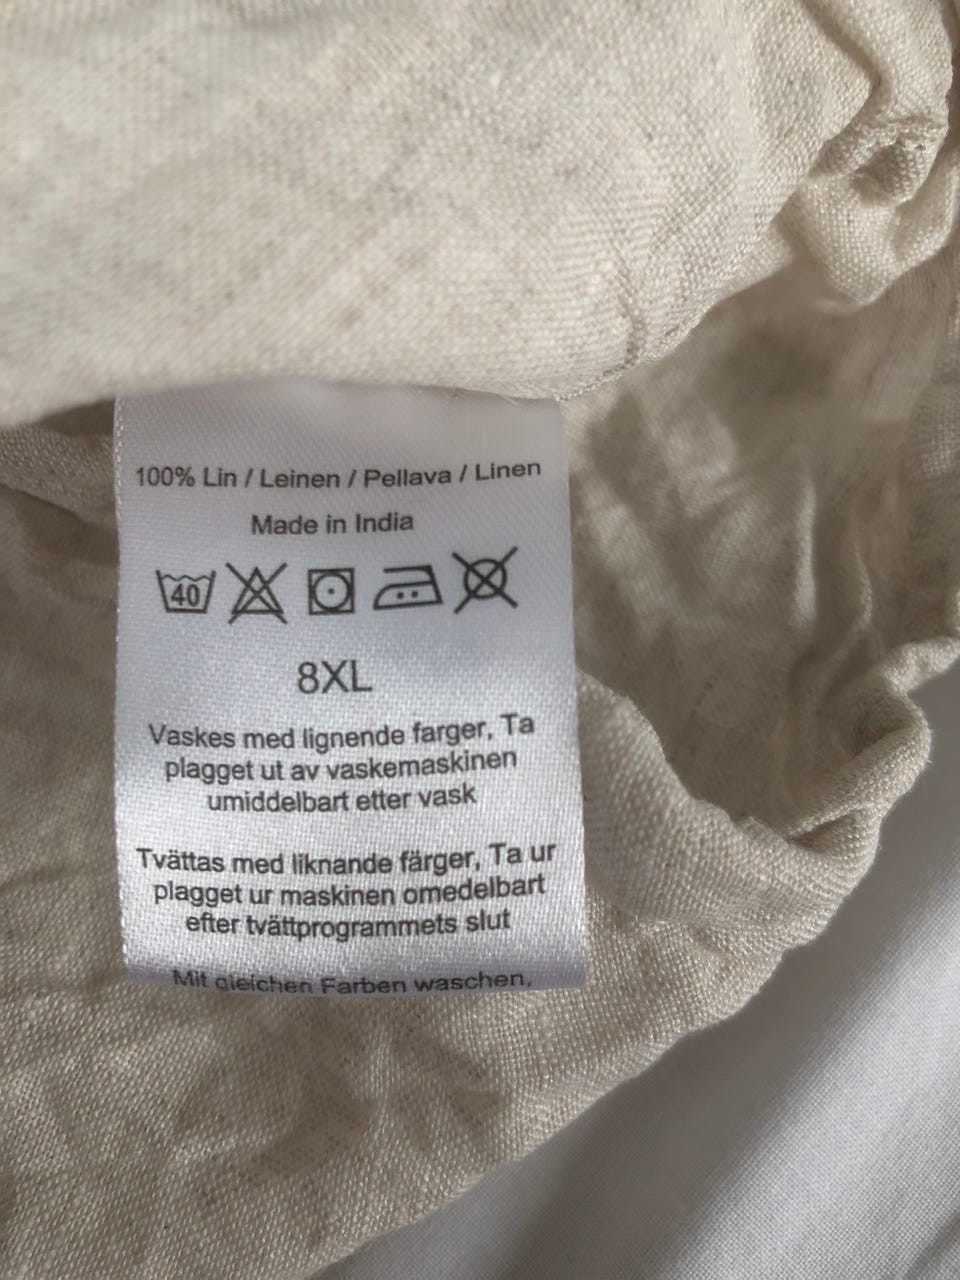 100% Lin / Leinen / Pellava / Linen
Made in India
40
8XL
Vaskes med lignende farger, Ta
plagget ut av vaskemaskinen
umiddelbart etter vask
Tvättas med liknande färger, Ta ur
plagget ur maskinen omedelbart
efter tvättprogrammets slut
Mit gleichen Farben waschen,